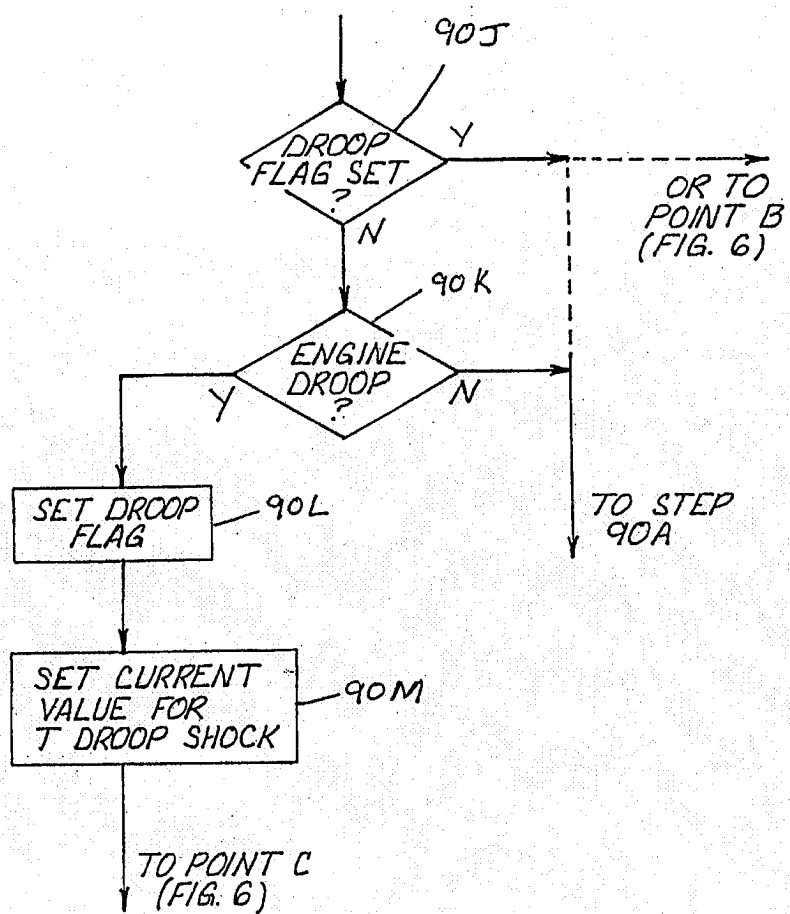 90J
DROOP
FLAG SET
?
Y
OR TO
POINT B
(FIG. 6)
N
90K
ENGINE
DROOP
?
Y
N
SET DROOP
FLAG
90L
TO STEP
90A
SET CURRENT
VALUE FOR
T DROOP SHOCK
90M
TO POINT C
(FIG. 6)